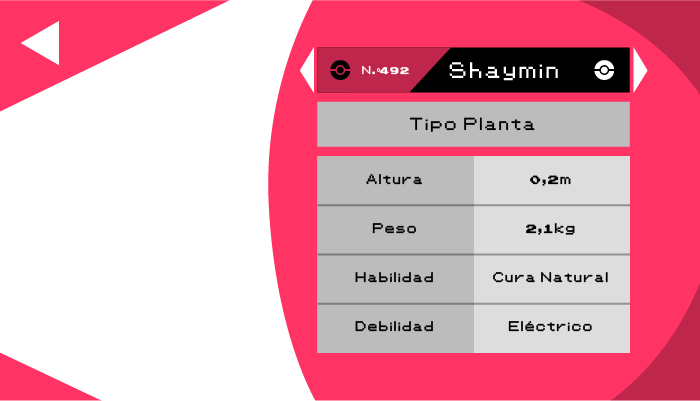 N.º492 Shaymin
Tipo Planta
Altura 0,2m
Peso 2,1kg
Habilidad Cura Natural
Debilidad Eléctrico